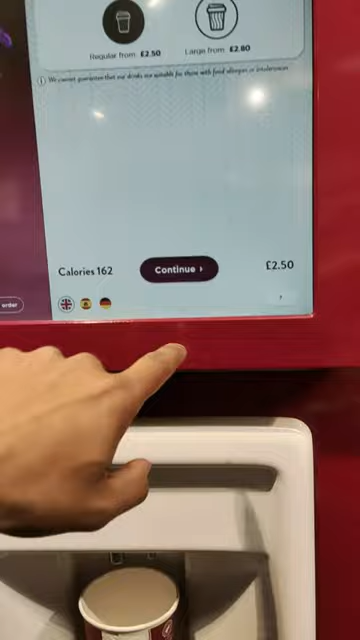 Regular from £2.50
Large from £2.80
We cannot guarantee that our drinks are suitable for those with food allergies or intolerances
Calories 162
Continue ›
£2.50
order
?